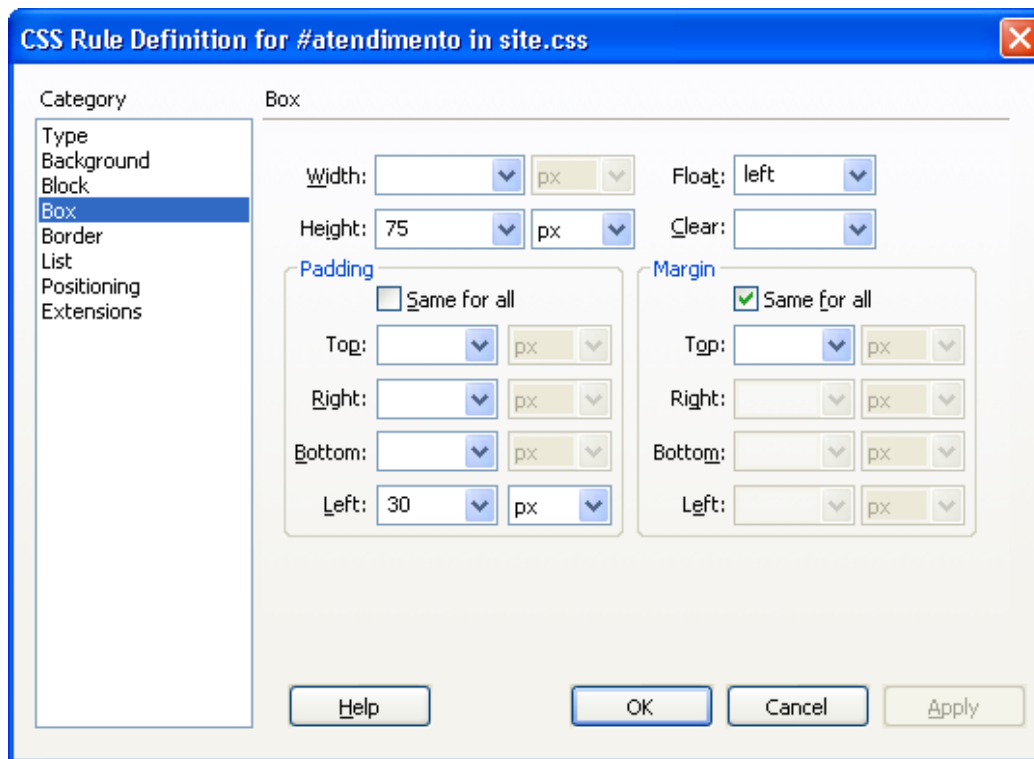 CSS Rule Definition for #atendimento in site.css
Category
Type
Background
Block
Box
Border
List
Positioning
Extensions
Box
Width: px Float: left
Height: 75 px Clear:
Padding
Same for all
Top: px
Right: px
Bottom: px
Left: 30 px
Margin
Same for all
Top: px
Right: px
Bottom: px
Left: px
Help OK Cancel Apply